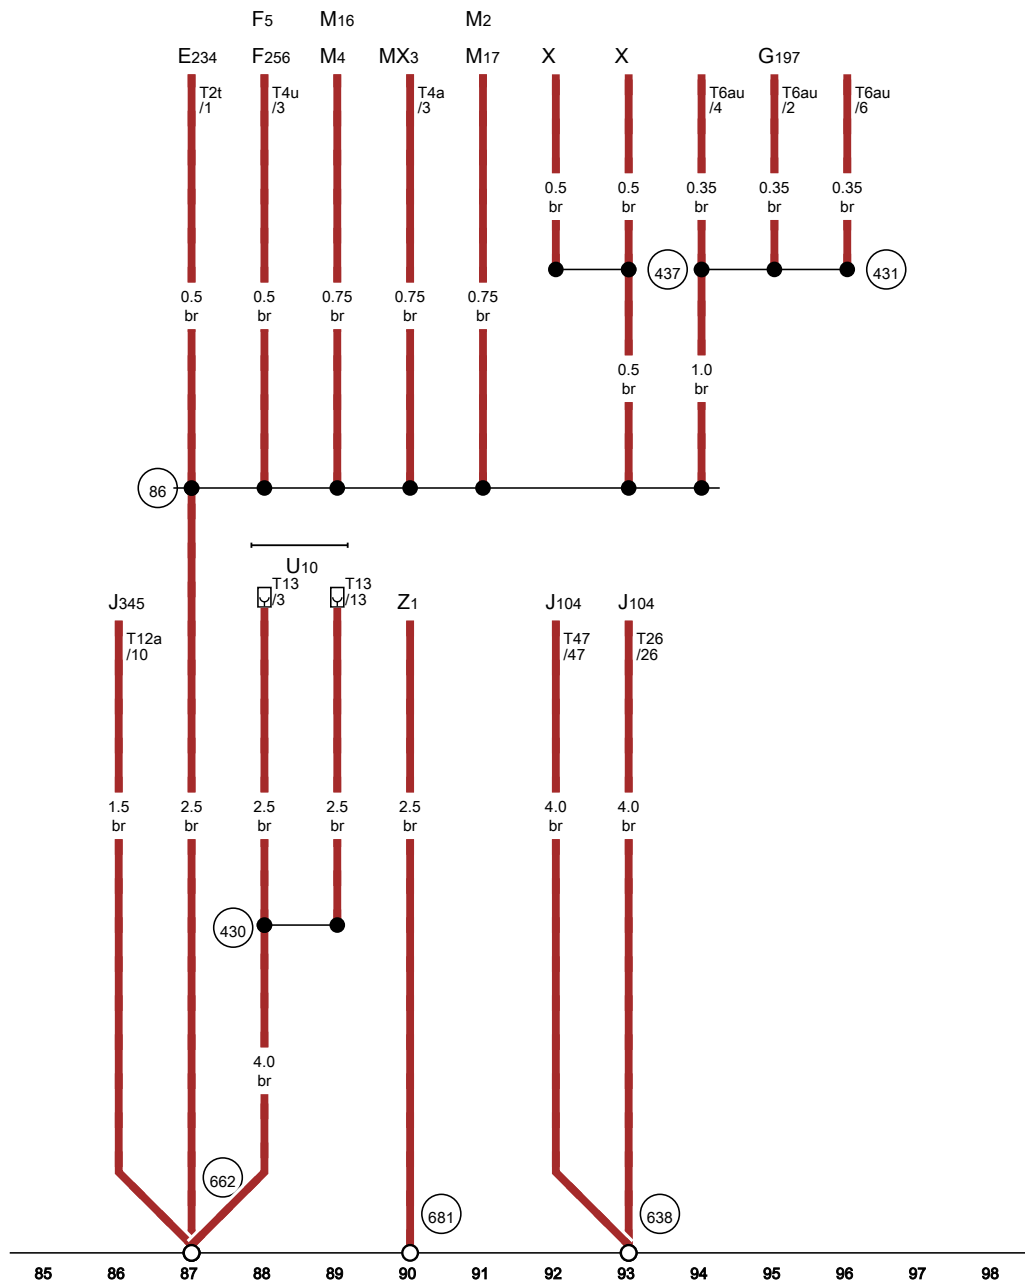 F5 M16 M2
E234 F256 M4 MX3 M17 X X G197
T2t T4u T4a T6au T6au T6au
/1 /3 /3 /4 /2 /6
0.5 0.5 0.35 0.35 0.35
br br br br br
437 431
0.5 0.5 0.75 0.75 0.75
br br br br br
0.5 1.0
br br
86
U10
T13 T13
/3 /13
J345 Z1 J104 J104
T12a T47 T26
/10 /47 /26
1.5 2.5 2.5 2.5 2.5 4.0 4.0
br br br br br br br
430
4.0
br
662
681 638
85 86 87 88 89 90 91 92 93 94 95 96 97 98